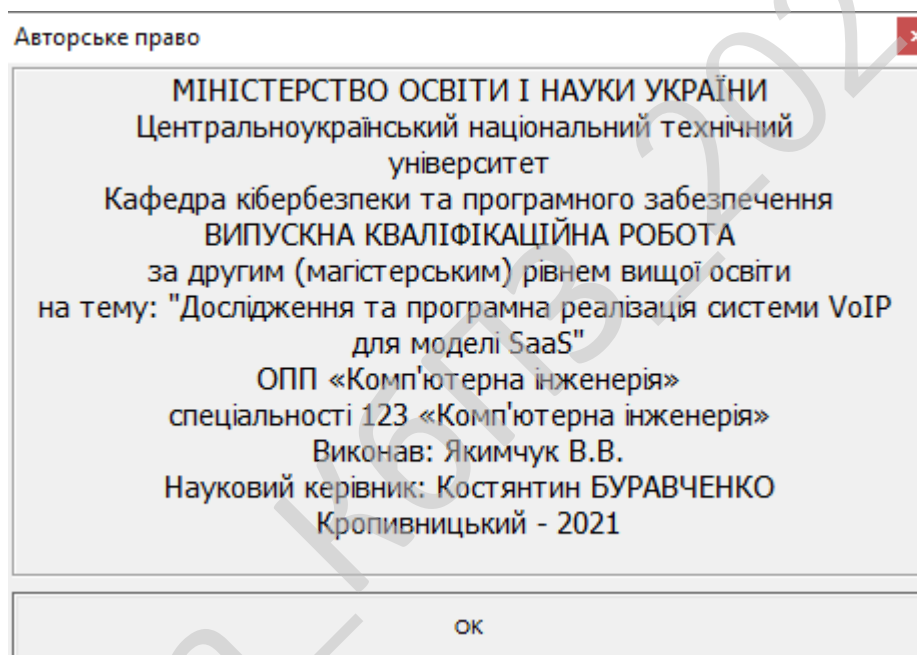 Авторське право
МІНІСТЕРСТВО ОСВІТИ І НАУКИ УКРАЇНИ
Центральноукраїнський національний технічний
університет
Кафедра кібербезпеки та програмного забезпечення
ВИПУСКНА КВАЛІФІКАЦІЙНА РОБОТА
за другим (магістерським) рівнем вищої освіти
на тему: "Дослідження та програмна реалізація системи VoIP
для моделі SaaS"
ОПП «Комп'ютерна інженерія»
спеціальності 123 «Комп'ютерна інженерія»
Виконав: Якимчук В.В.
Науковий керівник: Костянтин БУРАВЧЕНКО
Кропивницький - 2021
ОК